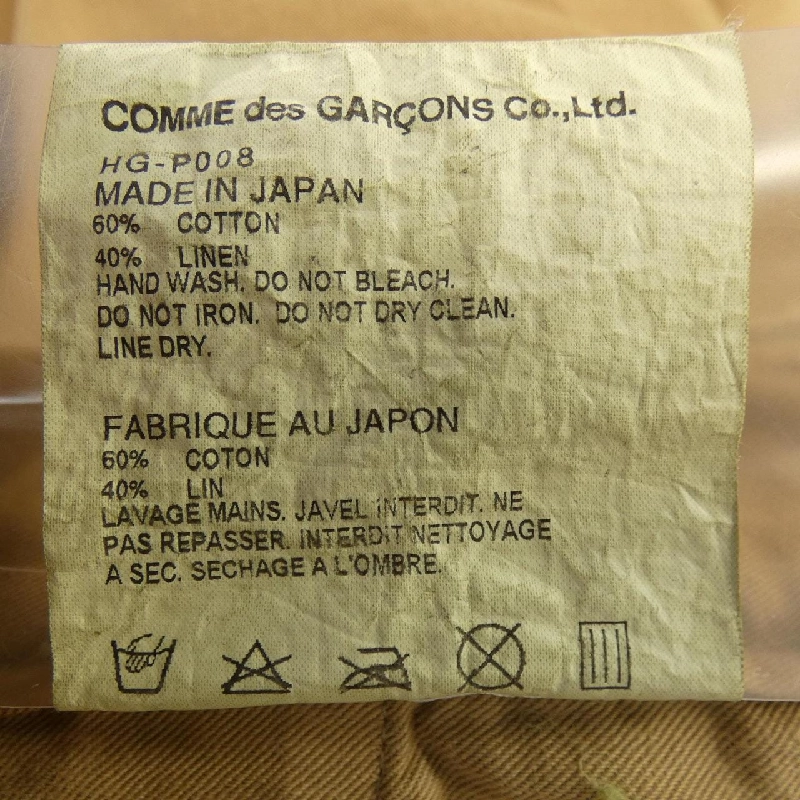 COMME des GARÇONS Co.,Ltd.
HG-P008
MADE IN JAPAN
60% COTTON
40% LINEN
HAND WASH. DO NOT BLEACH.
DO NOT IRON. DO NOT DRY CLEAN.
LINE DRY.
FABRIQUE AU JAPON
60% COTON
40% LIN
LAVAGE MAINS. JAVEL INTERDIT. NE
PAS REPASSER. INTERDIT NETTOYAGE
A SEC. SECHAGE A L'OMBRE.